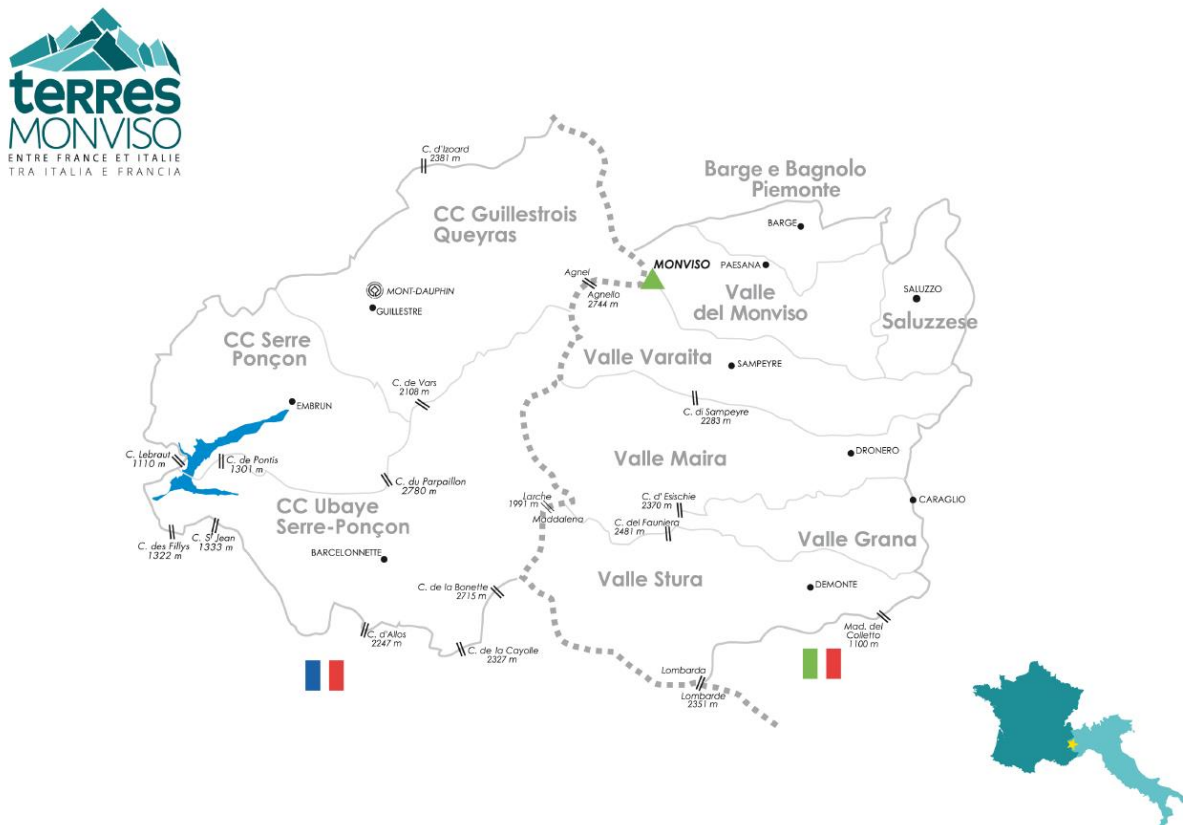 terres
MONVISO
ENTRE FRANCE ET ITALIE
TRA ITALIA E FRANCIA
C. d'Izoard
2381 m
CC Guillestrois
Queyras
Barge e Bagnolo
Piemonte
BARGE
MONVISO
PAESANA
Agnel
Agnello
2744 m
Valle
del Monviso
SALUZZO
Saluzzese
MONT-DAUPHIN
GUILLESTRE
CC Serre
Ponçon
Valle Varaita
SAMPEYRE
C. de Vars
2108 m
EMBRUN
C. di Sampeyre
2283 m
C. Lebraut
1110 m
C. de Pontis
1301 m
Valle Maira
DRONERO
C. du Parpaillon
2780 m
CARAGLIO
Larche
1991 m
Maddalena
C. d'Esischie
2370 m
C. dei Fauniera
2481 m
CC Ubaye
Serre-Ponçon
Valle Grana
C. des Fillys
1322 m
C. St Jean
1333 m
BARCELONNETTE
Valle Stura
DEMONTE
C. de la Bonette
2715 m
C. d'Allos
2247 m
C. de la Cayolle
2327 m
Mad. del
Colletto
1100 m
Lombarda
Lombarde
2351 m